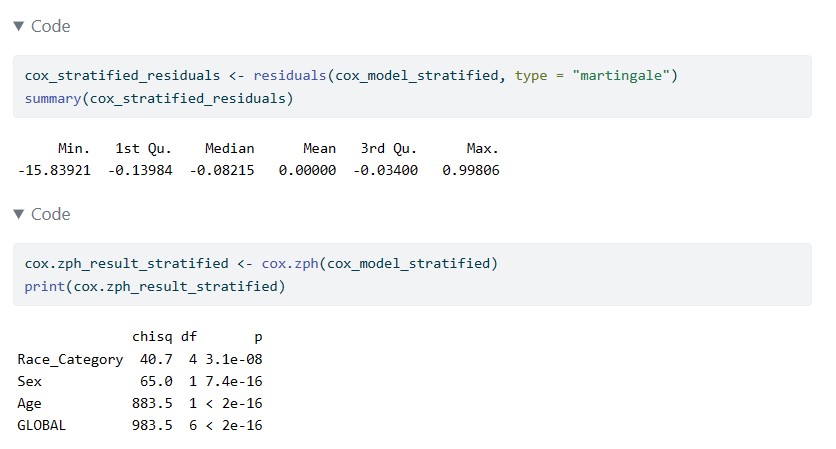 ▼ Code
cox_stratified_residuals <- residuals(cox_model_stratified, type = "martingale")
summary(cox_stratified_residuals)
     Min.   1st Qu.    Median      Mean   3rd Qu.      Max.
-15.83921  -0.13984  -0.08215   0.00000  -0.03400   0.99806
▼ Code
cox.zph_result_stratified <- cox.zph(cox_model_stratified)
print(cox.zph_result_stratified)
              chisq df       p
Race_Category  40.7  4 3.1e-08
Sex            65.0  1 7.4e-16
Age           883.5  1 < 2e-16
GLOBAL        983.5  6 < 2e-16